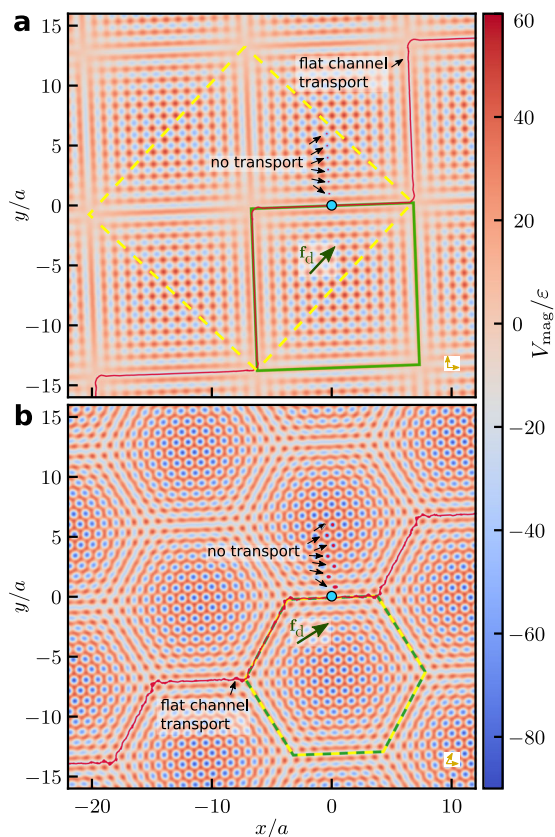 a
15
10
5
0
−5
−10
−15
y/a
flat channel
transport
no transport
f_d
b
15
10
5
0
−5
−10
−15
y/a
no transport
f_d
flat channel
transport
−20
−10
0
10
x/a
60
40
20
0
−20
−40
−60
−80
V_mag/ε